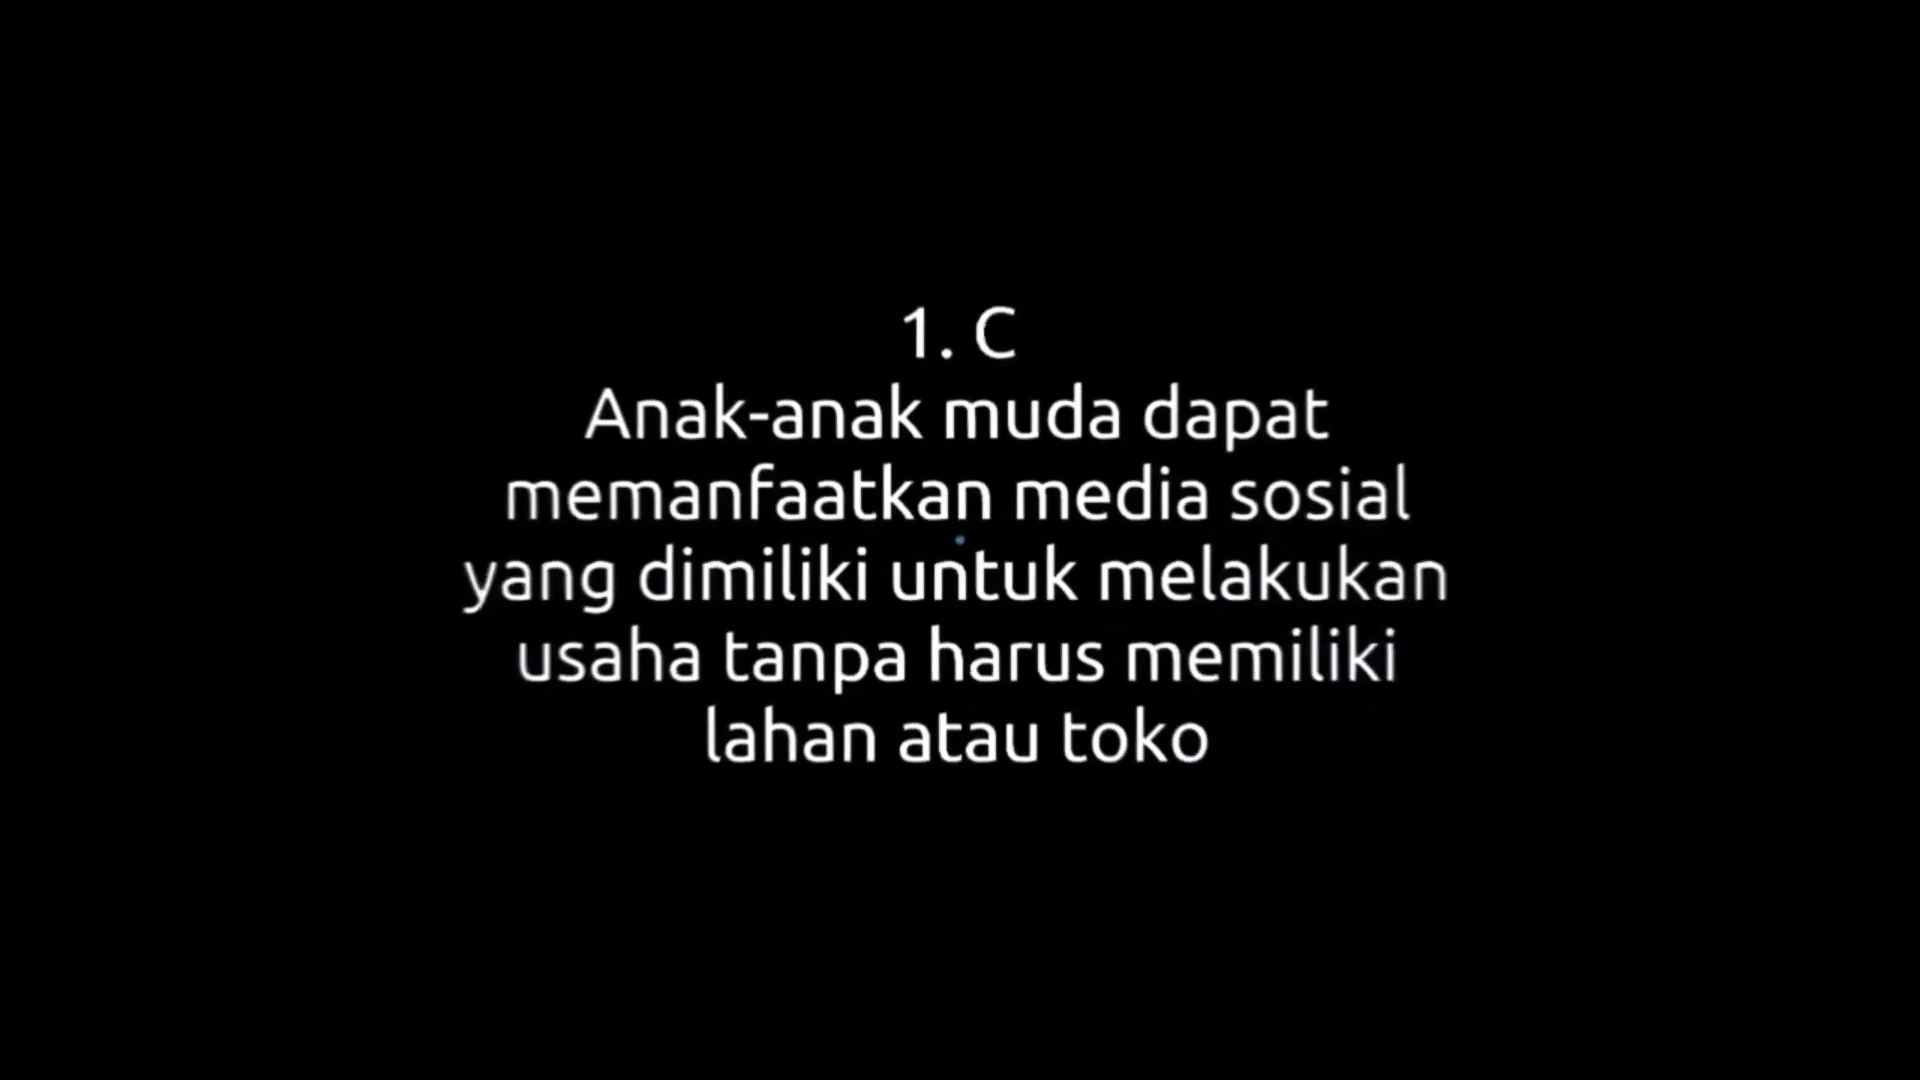 1. C
Anak-anak muda dapat
memanfaatkan media sosial
yang dimiliki untuk melakukan
usaha tanpa harus memiliki
lahan atau toko